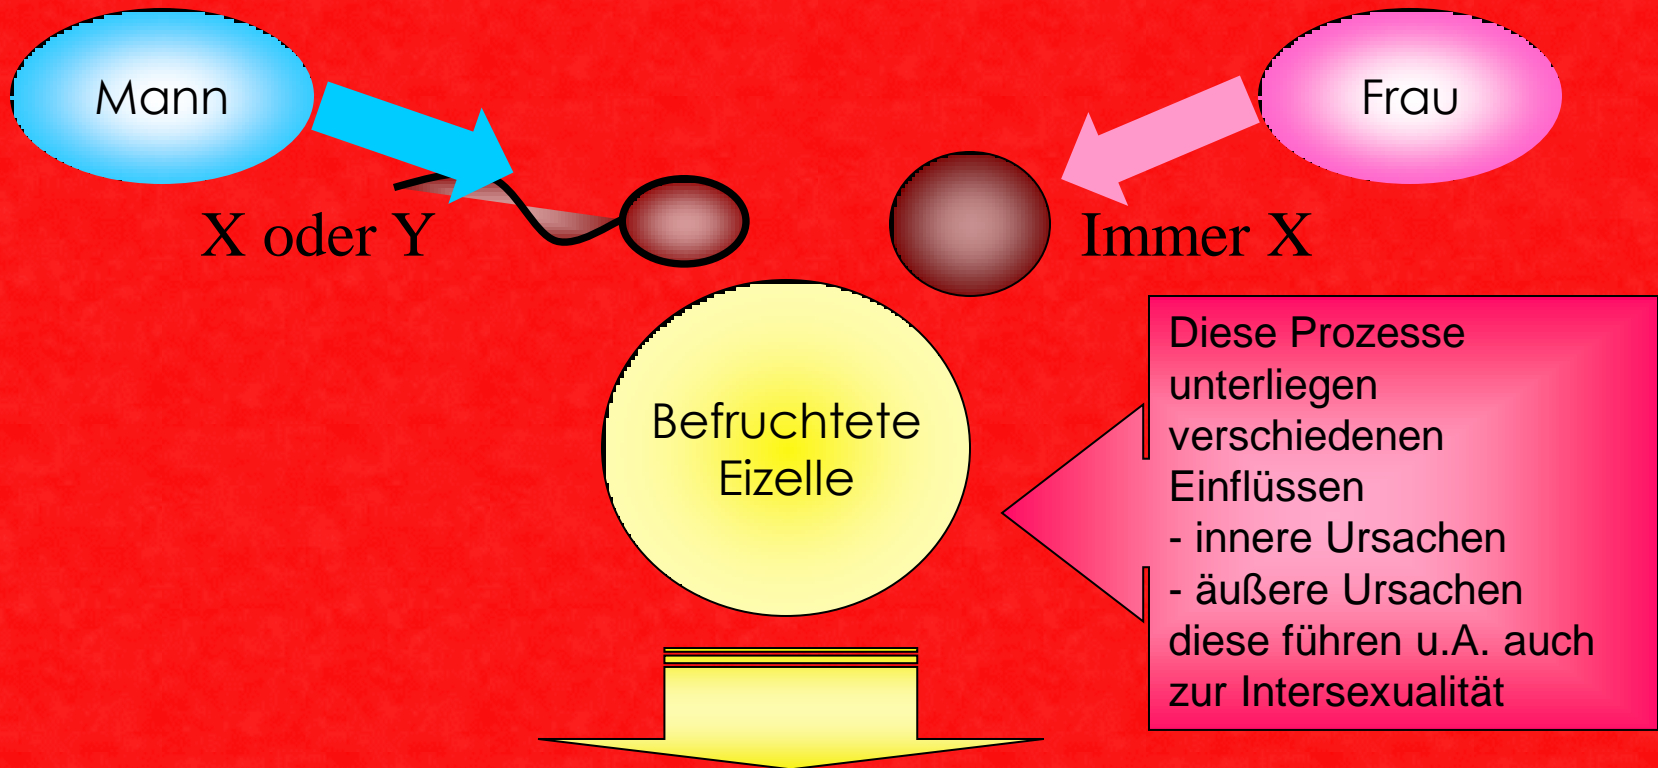 Mann
Frau
X oder Y
Immer X
Befruchtete
Eizelle
Diese Prozesse
unterliegen
verschiedenen
Einflüssen
- innere Ursachen
- äußere Ursachen
diese führen u.A. auch
zur Intersexualität